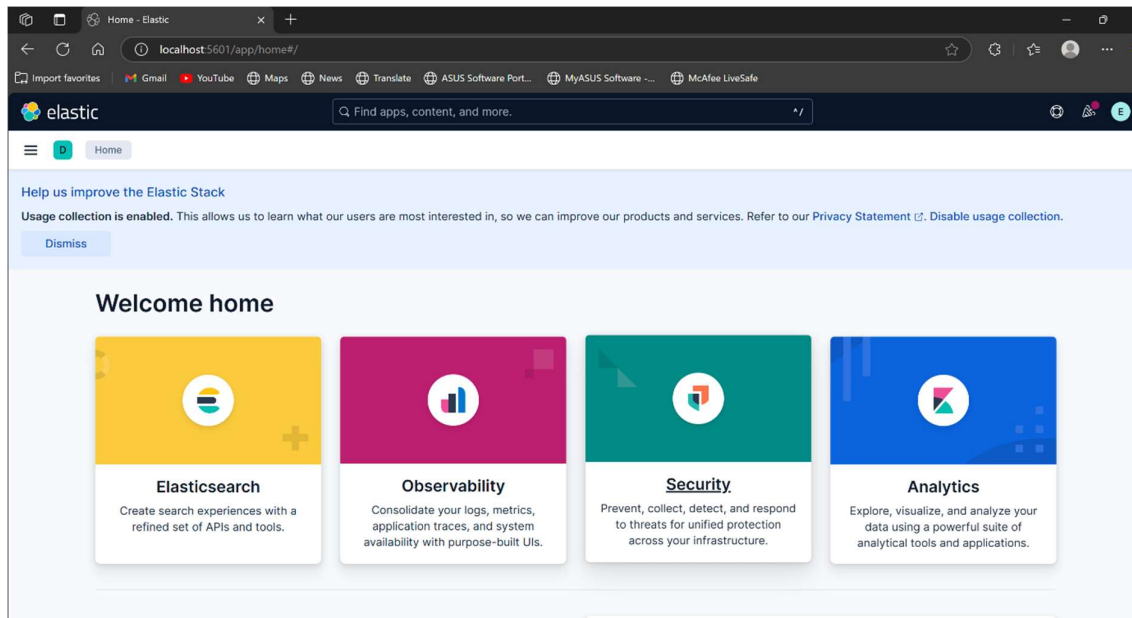 Home - Elastic
localhost:5601/app/home#/
Import favorites Gmail YouTube Maps News Translate ASUS Software Port... MyASUS Software -... McAfee LiveSafe
elastic Find apps, content, and more. ^/ E
D Home
Help us improve the Elastic Stack
Usage collection is enabled. This allows us to learn what our users are most interested in, so we can improve our products and services. Refer to our Privacy Statement. Disable usage collection.
Dismiss
Welcome home
Elasticsearch
Create search experiences with a
refined set of APIs and tools.
Observability
Consolidate your logs, metrics,
application traces, and system
availability with purpose-built UIs.
Security
Prevent, collect, detect, and respond
to threats for unified protection
across your infrastructure.
Analytics
Explore, visualize, and analyze your
data using a powerful suite of
analytical tools and applications.